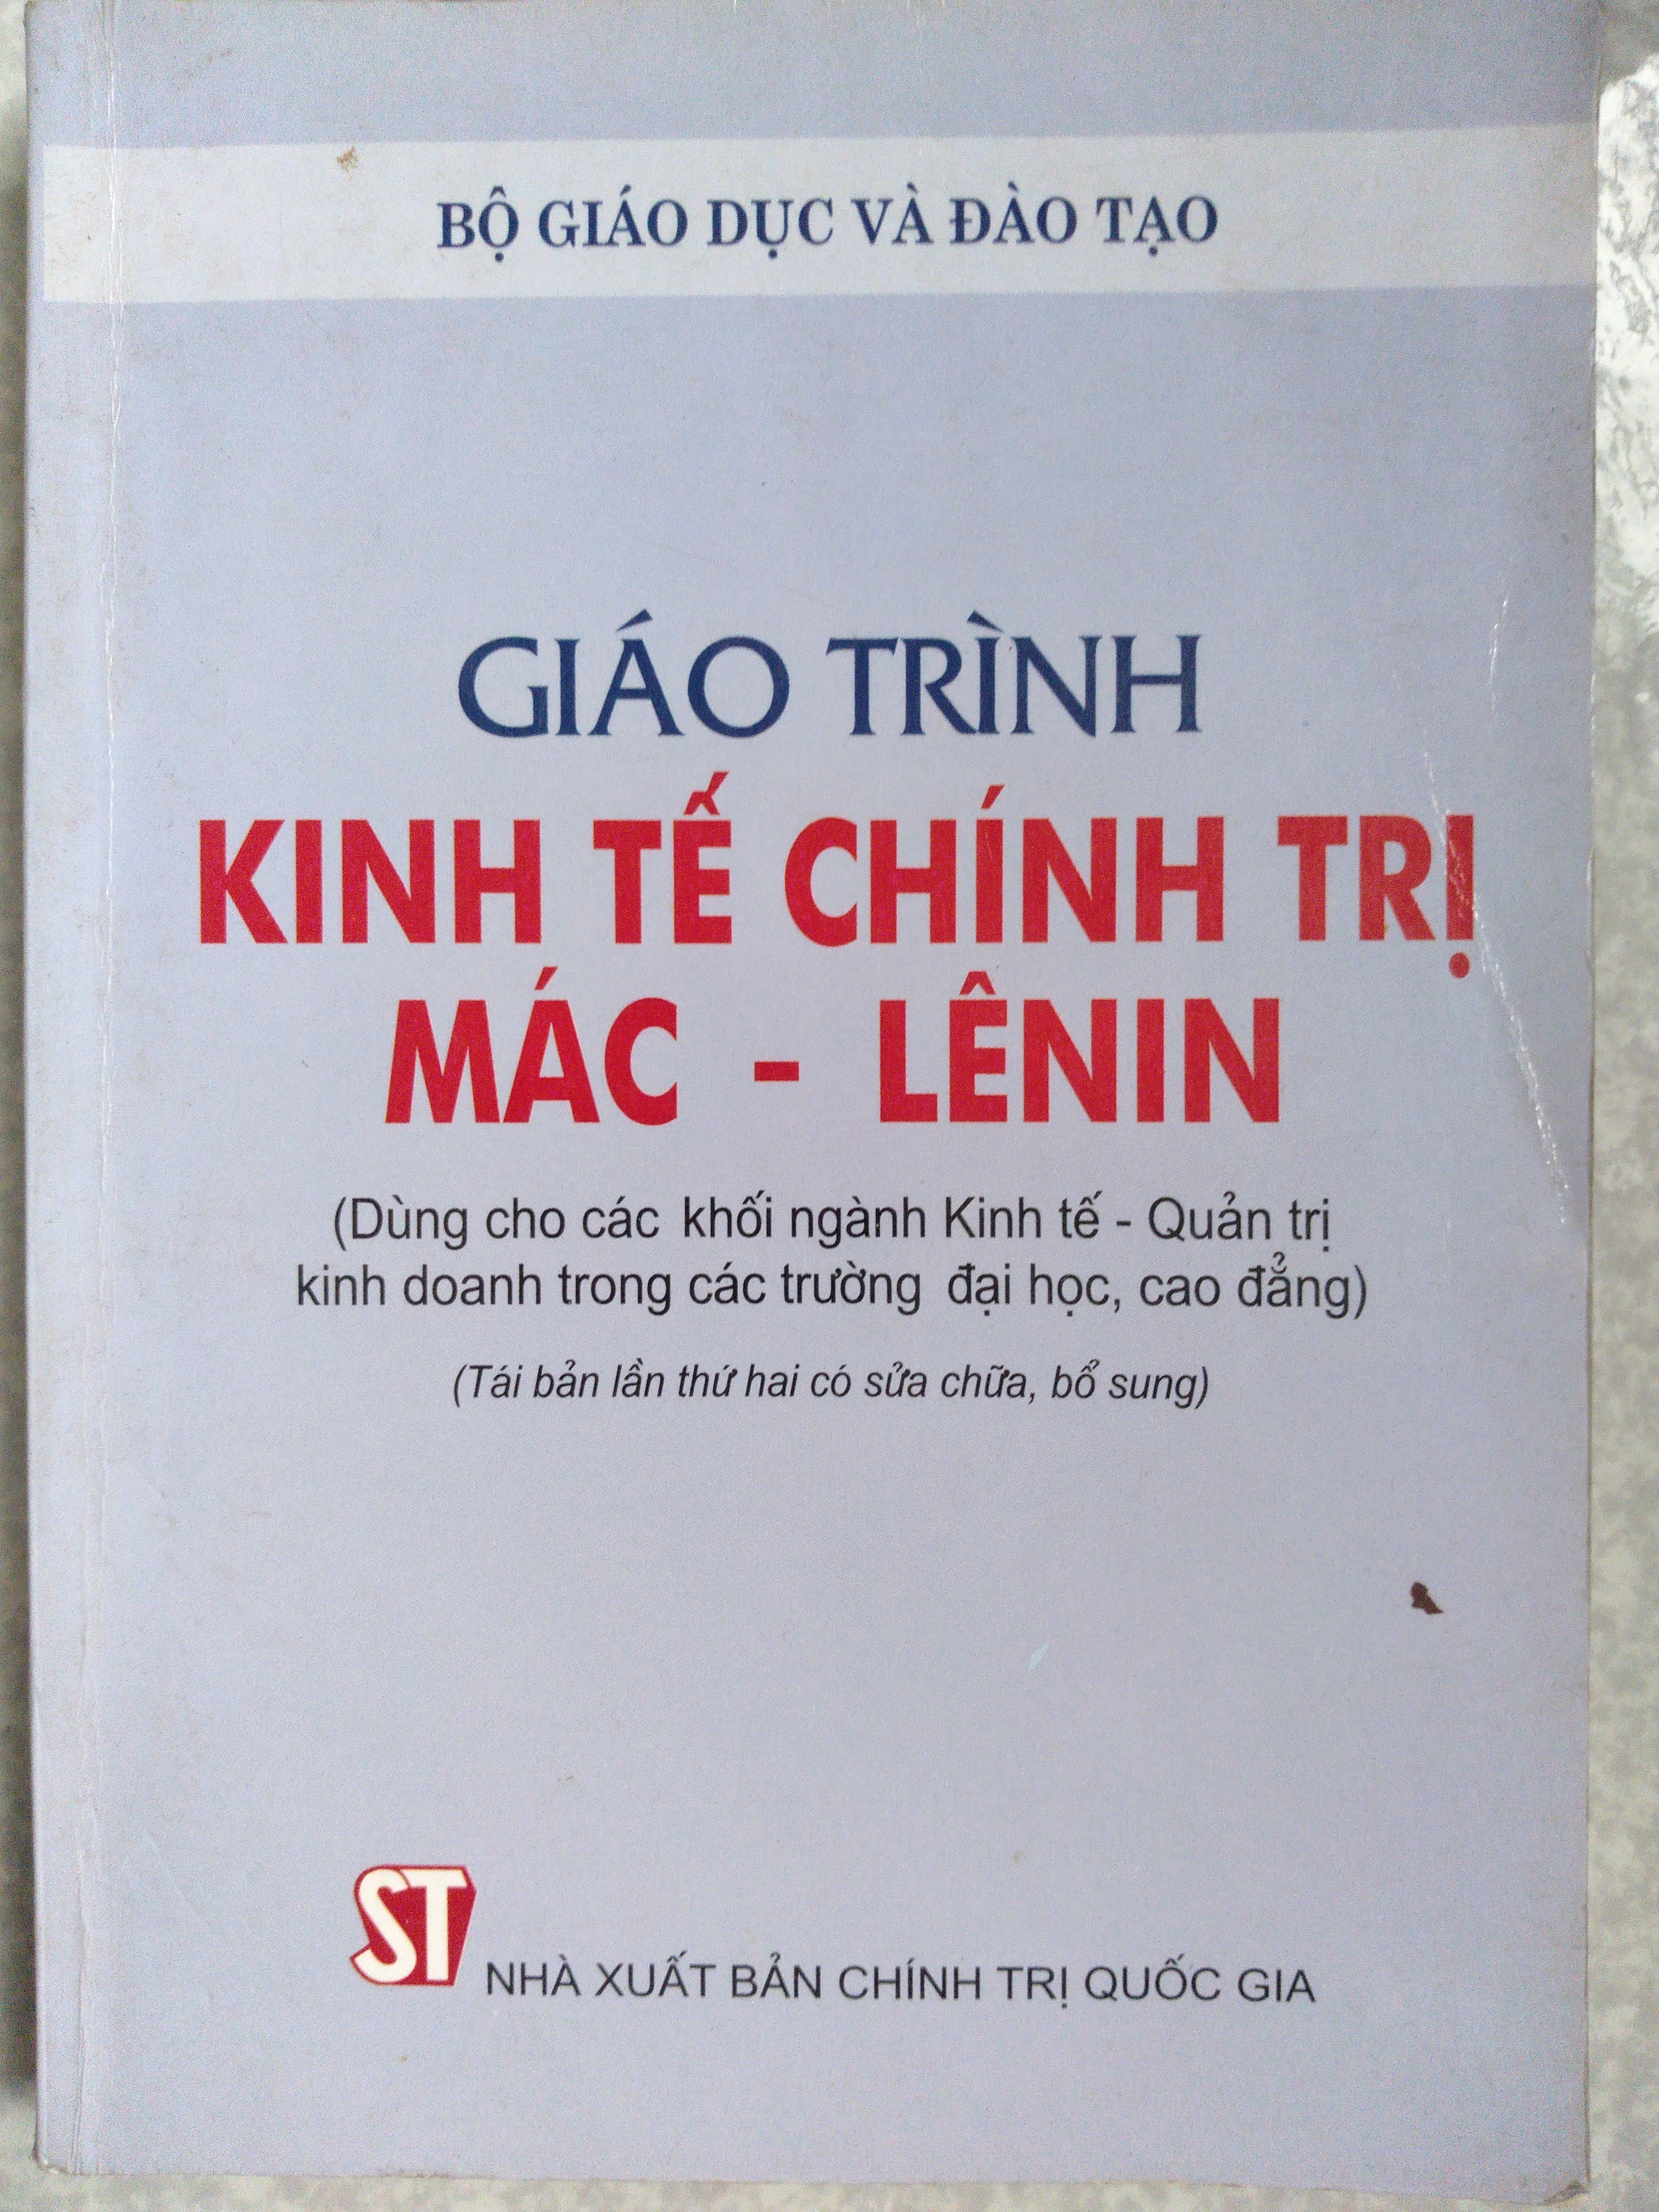 BỘ GIÁO DỤC VÀ ĐÀO TẠO
GIÁO TRÌNH
KINH TẾ CHÍNH TRỊ
MÁC - LÊNIN
(Dùng cho các khối ngành Kinh tế - Quản trị
kinh doanh trong các trường đại học, cao đẳng)
(Tái bản lần thứ hai có sửa chữa, bổ sung)
ST
NHÀ XUẤT BẢN CHÍNH TRỊ QUỐC GIA